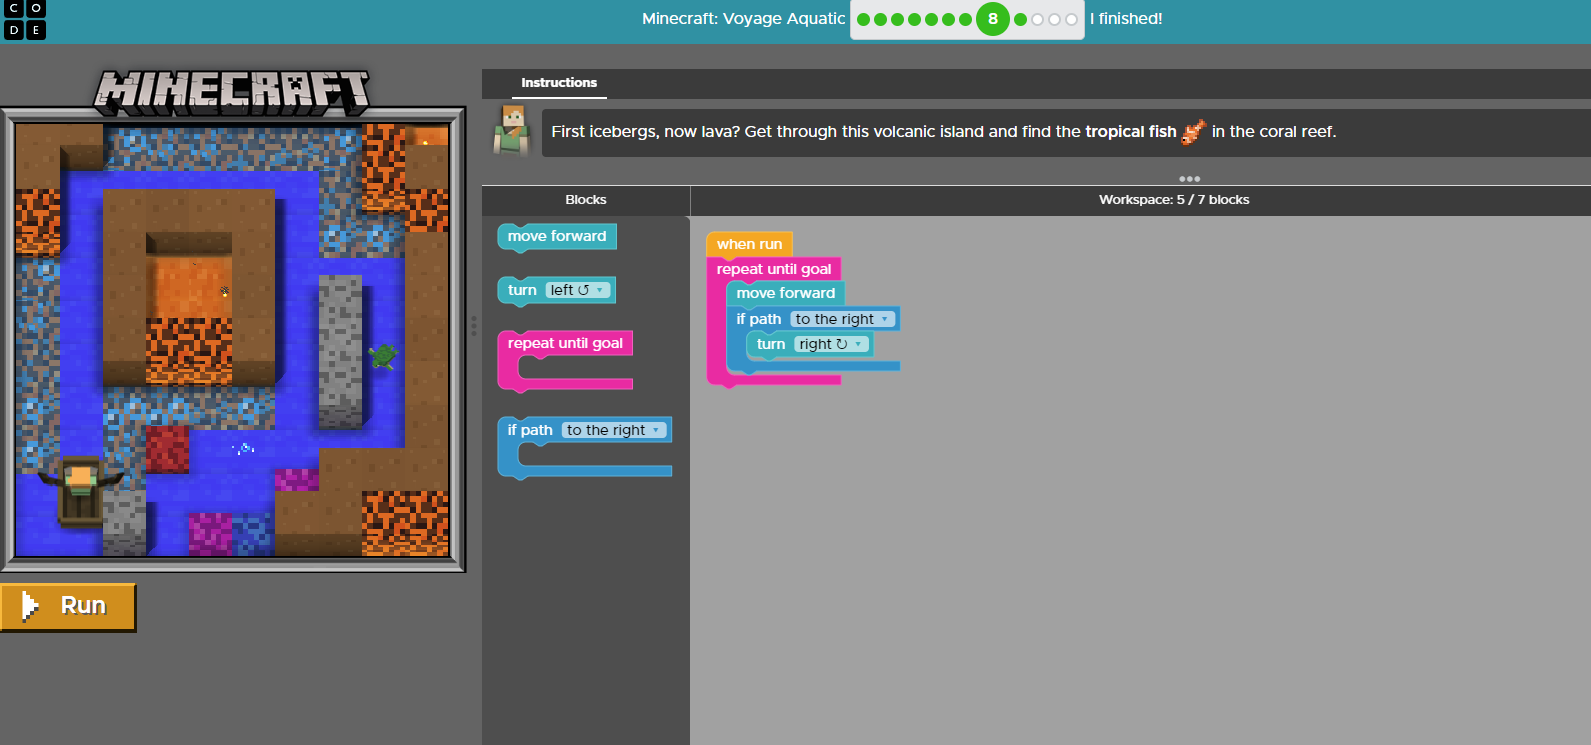 C O
D E
Minecraft: Voyage Aquatic
8
I finished!
MINECRAFT
Instructions
First icebergs, now lava? Get through this volcanic island and find the tropical fish in the coral reef.
Blocks
Workspace: 5 / 7 blocks
move forward
turn left ↺
repeat until goal
if path to the right
when run
repeat until goal
move forward
if path to the right
turn right ↻
Run